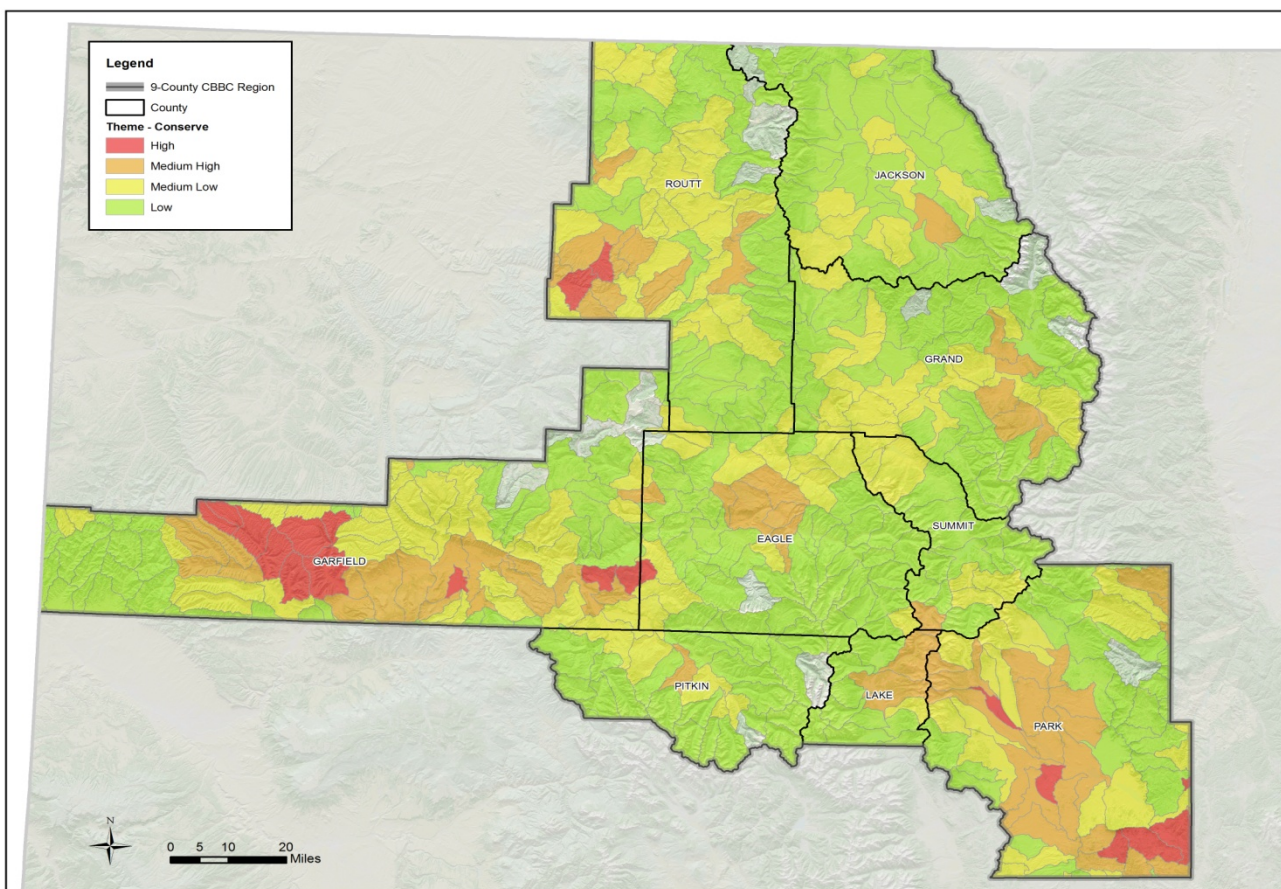 Legend
9-County CBBC Region
County
Theme - Conserve
High
Medium High
Medium Low
Low
ROUTT
JACKSON
GRAND
EAGLE
SUMMIT
GARFIELD
PITKIN
LAKE
PARK
N
0 5 10 20
Miles